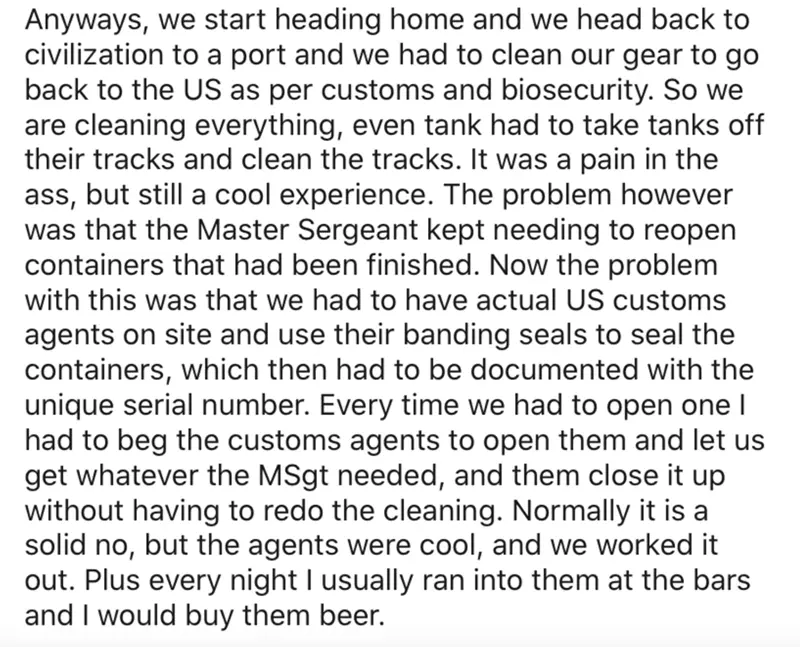 Anyways, we start heading home and we head back to
civilization to a port and we had to clean our gear to go
back to the US as per customs and biosecurity. So we
are cleaning everything, even tank had to take tanks off
their tracks and clean the tracks. It was a pain in the
ass, but still a cool experience. The problem however
was that the Master Sergeant kept needing to reopen
containers that had been finished. Now the problem
with this was that we had to have actual US customs
agents on site and use their banding seals to seal the
containers, which then had to be documented with the
unique serial number. Every time we had to open one I
had to beg the customs agents to open them and let us
get whatever the MSgt needed, and them close it up
without having to redo the cleaning. Normally it is a
solid no, but the agents were cool, and we worked it
out. Plus every night I usually ran into them at the bars
and I would buy them beer.